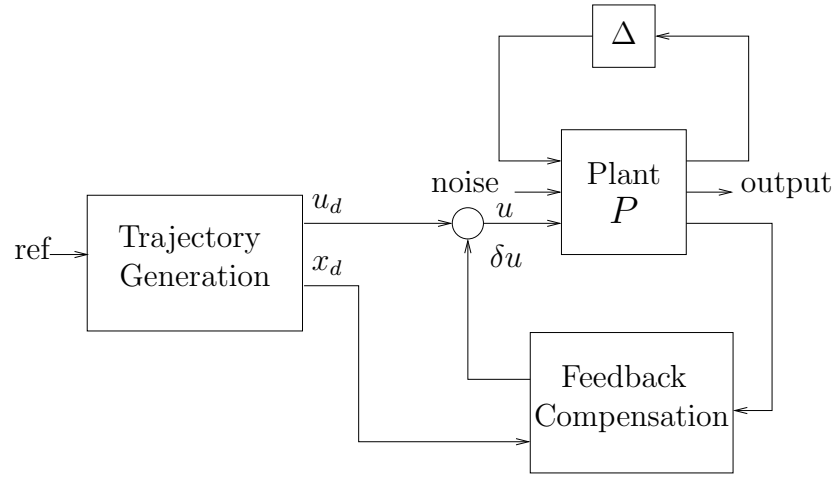 Δ
noise
Plant
P
output
u_d
u
ref
Trajectory
Generation
x_d
δu
Feedback
Compensation